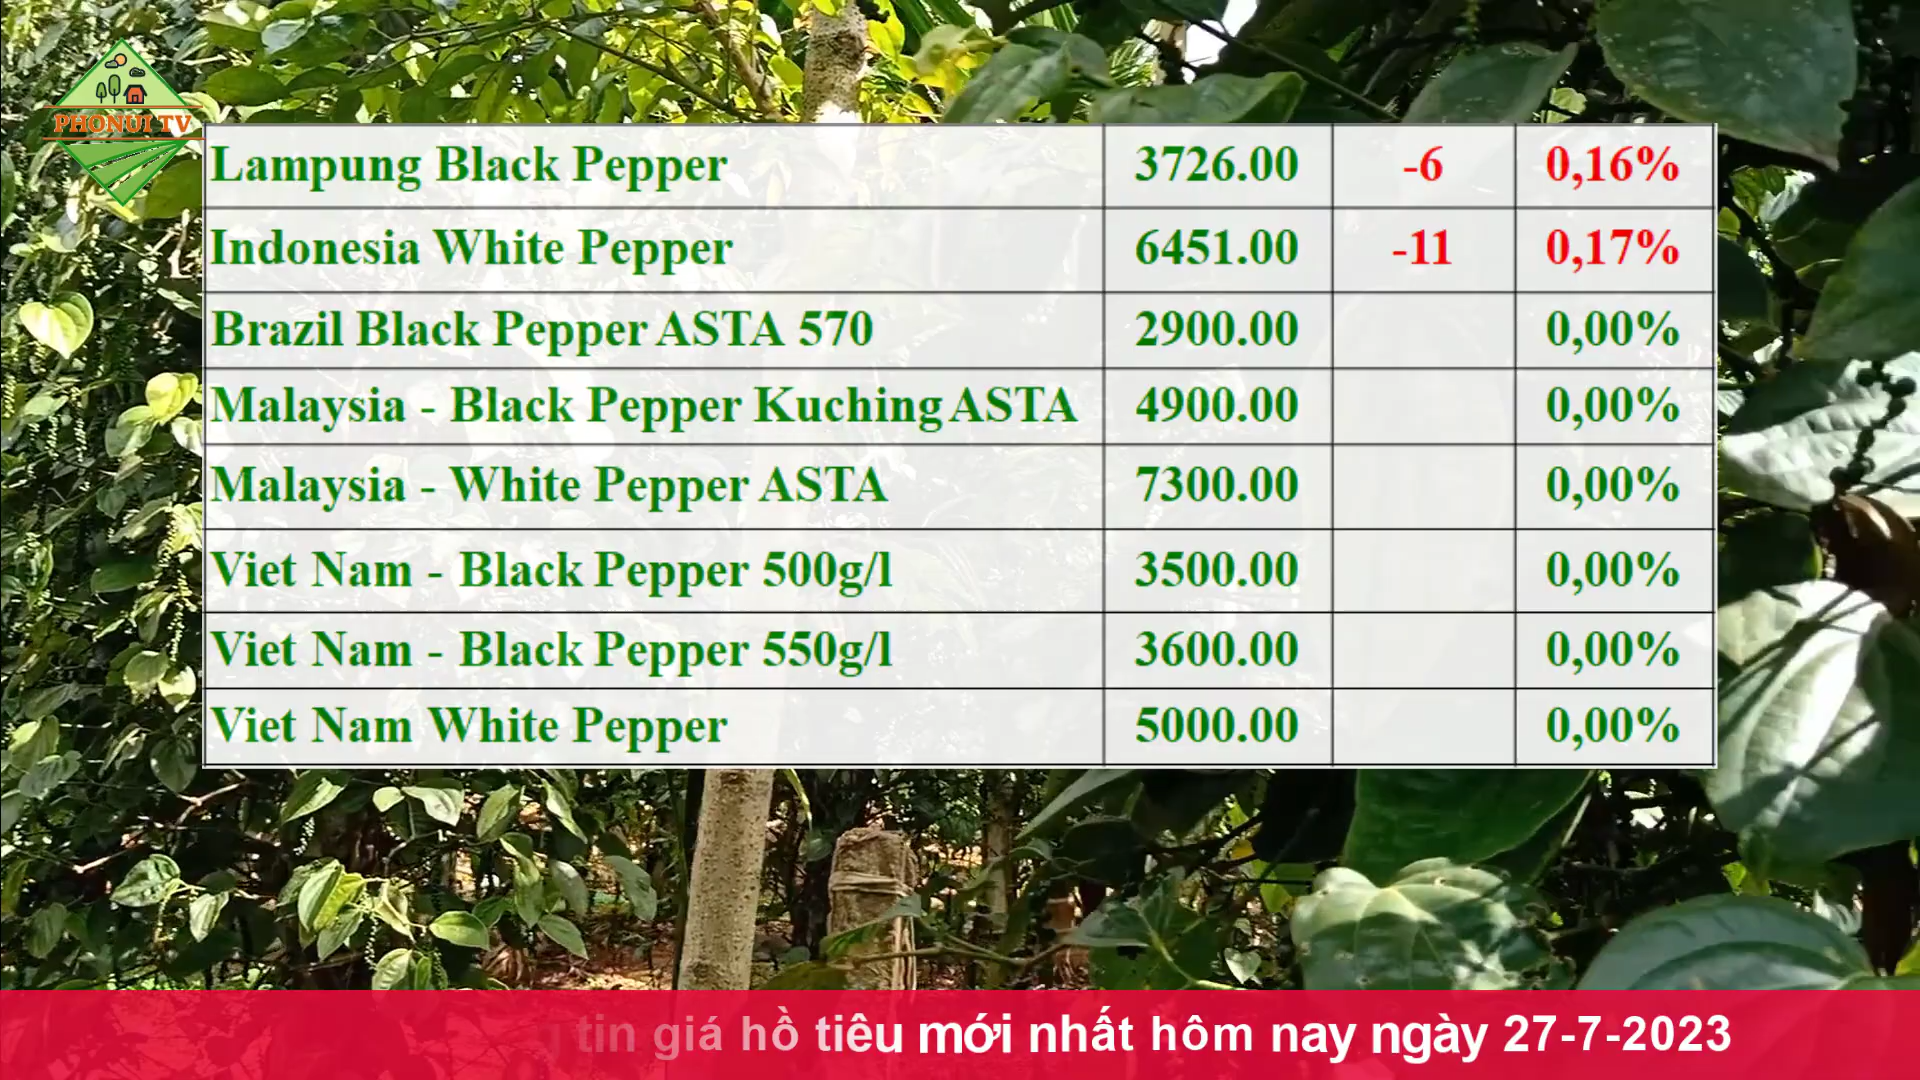 PHONUI TV
Lampung Black Pepper 3726.00 -6 0,16%
Indonesia White Pepper 6451.00 -11 0,17%
Brazil Black Pepper ASTA 570 2900.00 0,00%
Malaysia - Black Pepper Kuching ASTA 4900.00 0,00%
Malaysia - White Pepper ASTA 7300.00 0,00%
Viet Nam - Black Pepper 500g/l 3500.00 0,00%
Viet Nam - Black Pepper 550g/l 3600.00 0,00%
Viet Nam White Pepper 5000.00 0,00%
tin giá hồ tiêu mới nhất hôm nay ngày 27-7-2023